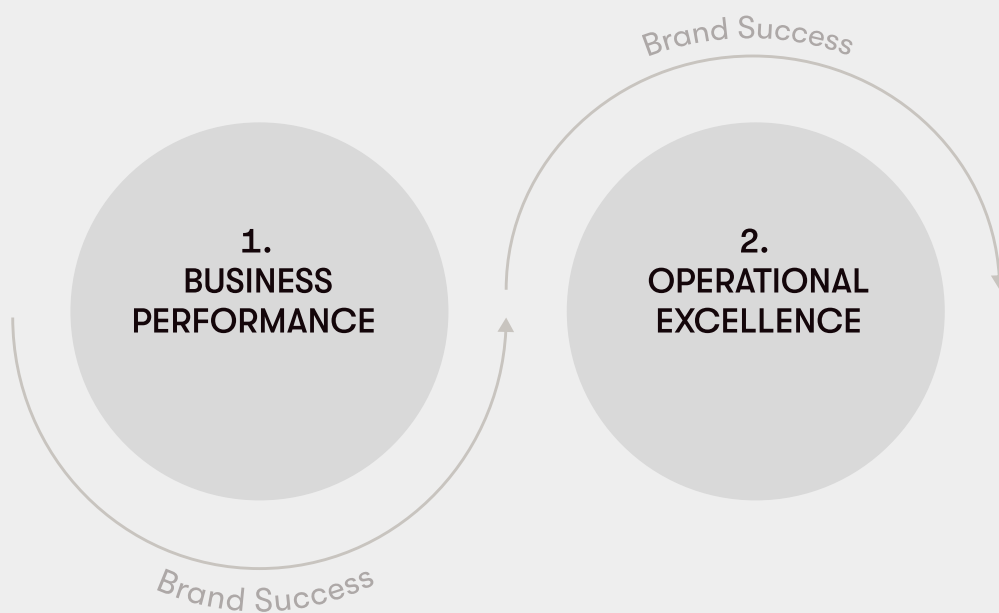 Brand Success
1.
BUSINESS
PERFORMANCE
2.
OPERATIONAL
EXCELLENCE
Brand Success